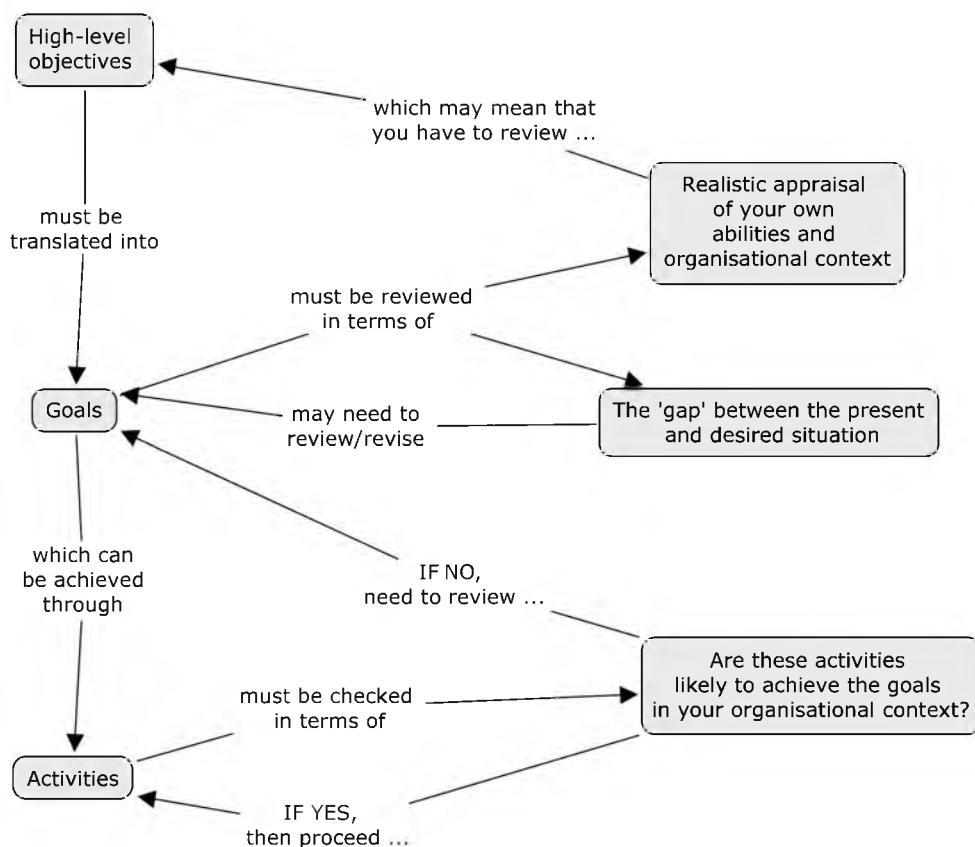 High-level
objectives
which may mean that
you have to review ...
Realistic appraisal
of your own
abilities and
organisational context
must be
translated into
must be reviewed
in terms of
Goals
may need to
review/revise
The 'gap' between the present
and desired situation
which can
be achieved
through
IF NO,
need to review ...
Are these activities
likely to achieve the goals
in your organisational context?
must be checked
in terms of
Activities
IF YES,
then proceed ...